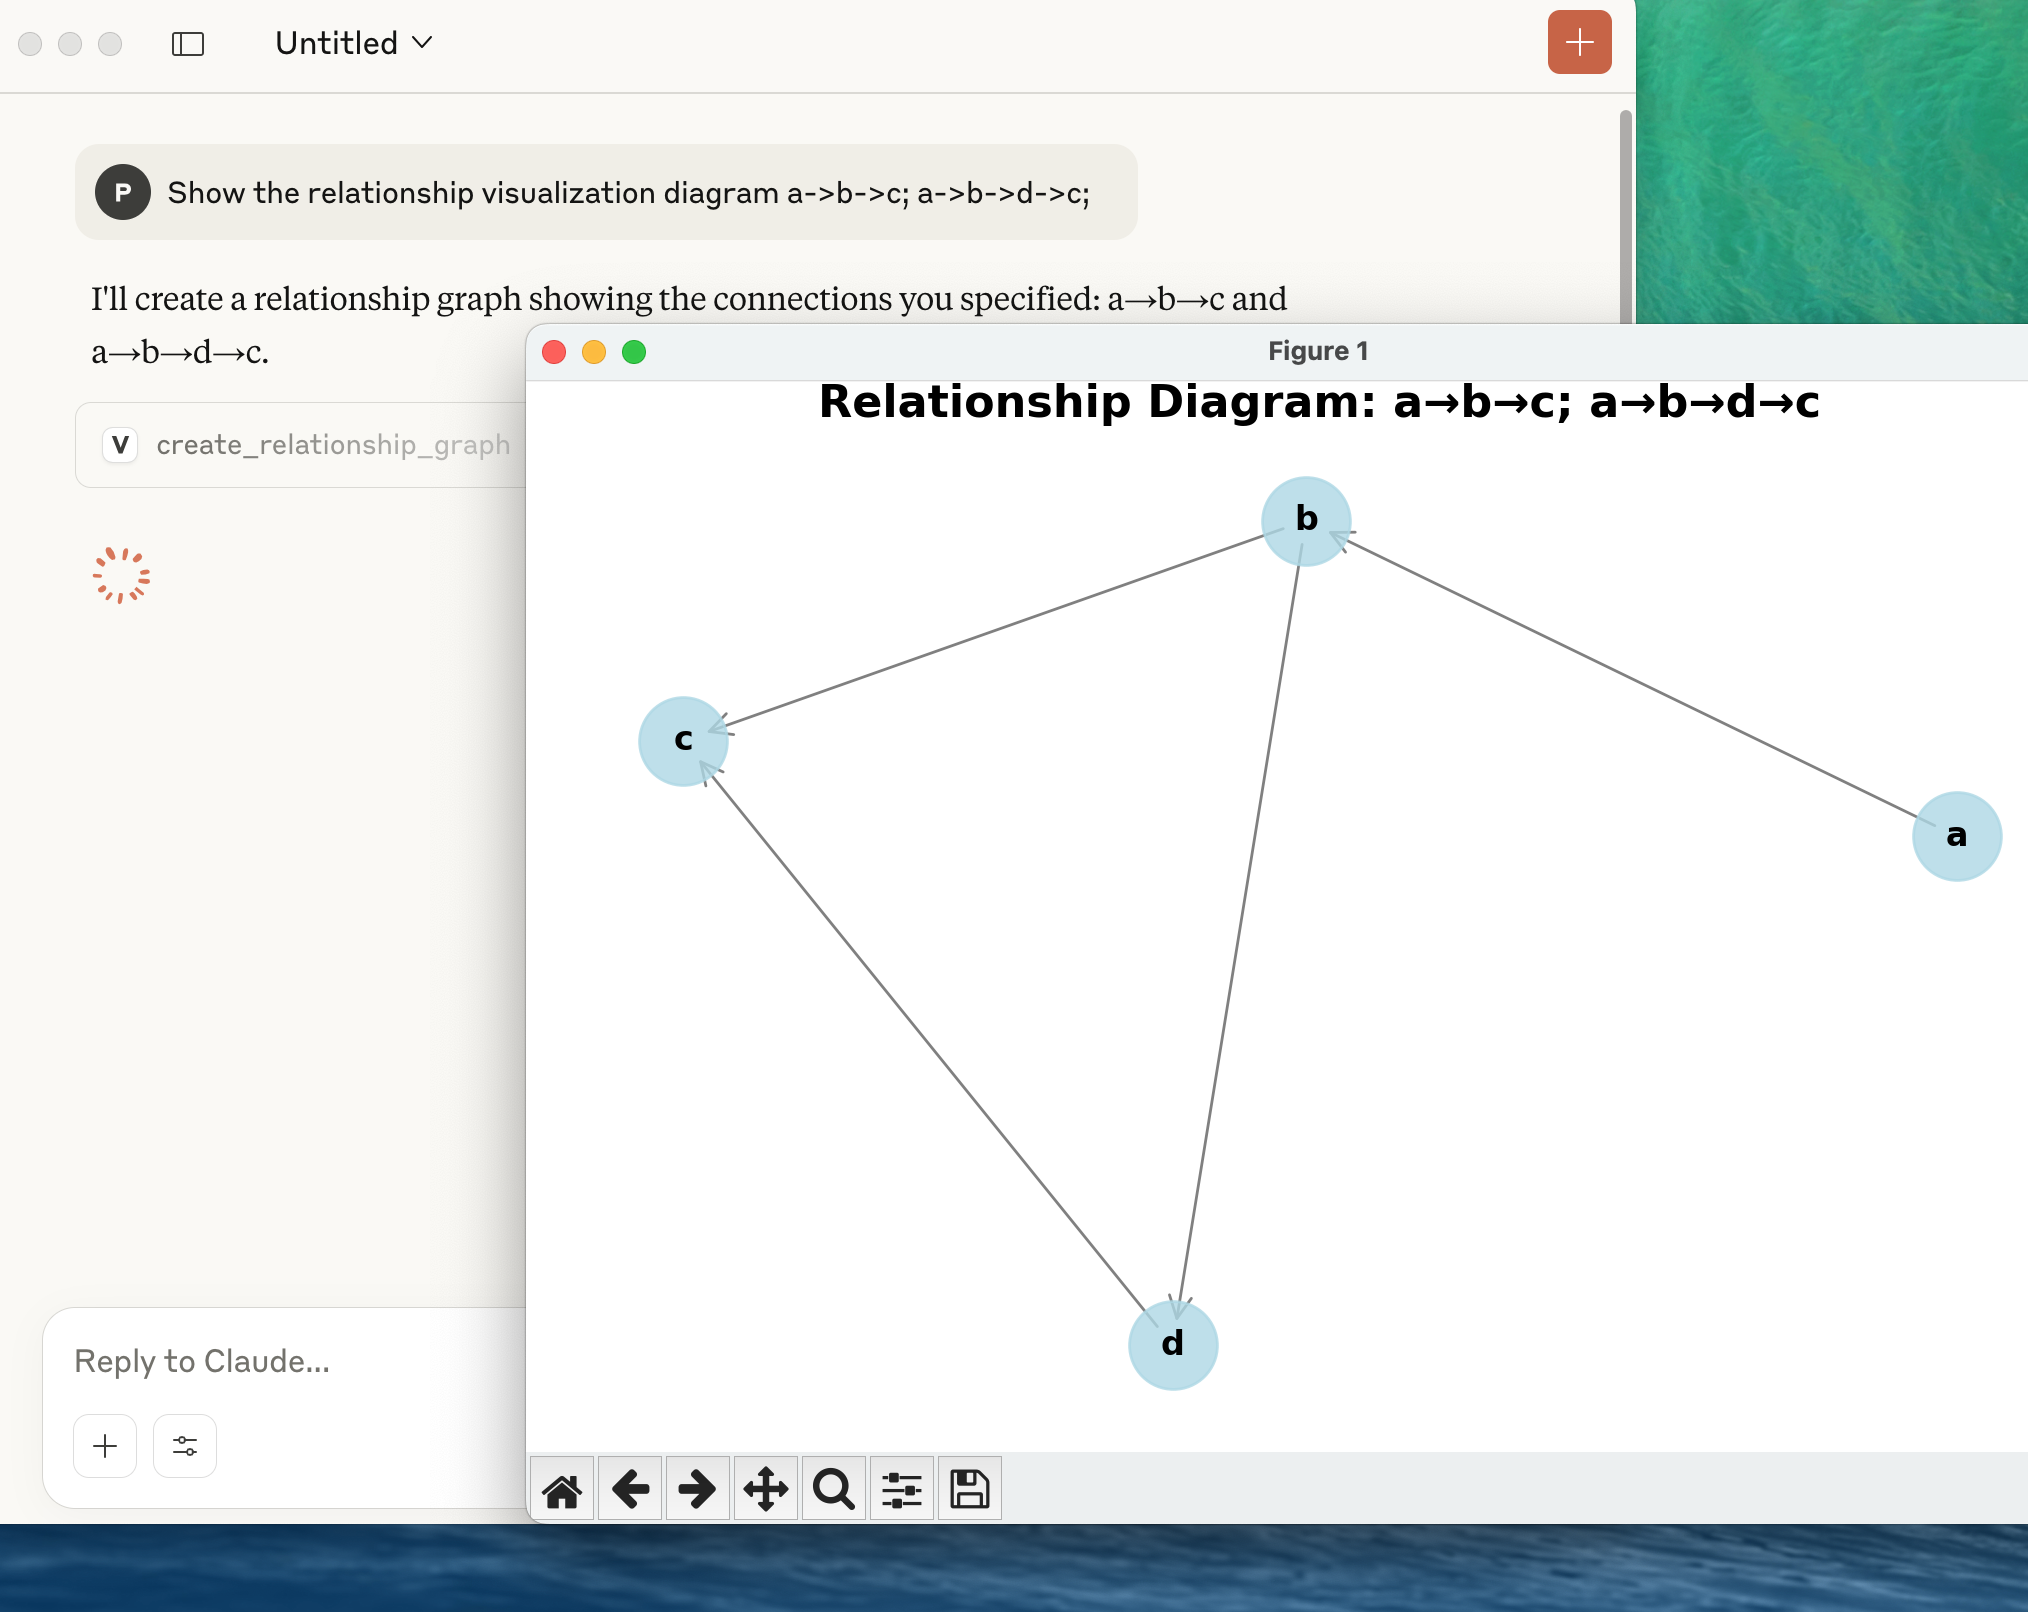 Untitled
P
Show the relationship visualization diagram a->b->c; a->b->d->c;
I'll create a relationship graph showing the connections you specified: a→b→c and
a→b→d→c.
V create_relationship_graph
Figure 1
Relationship Diagram: a→b→c; a→b→d→c
b
c
a
d
Reply to Claude...